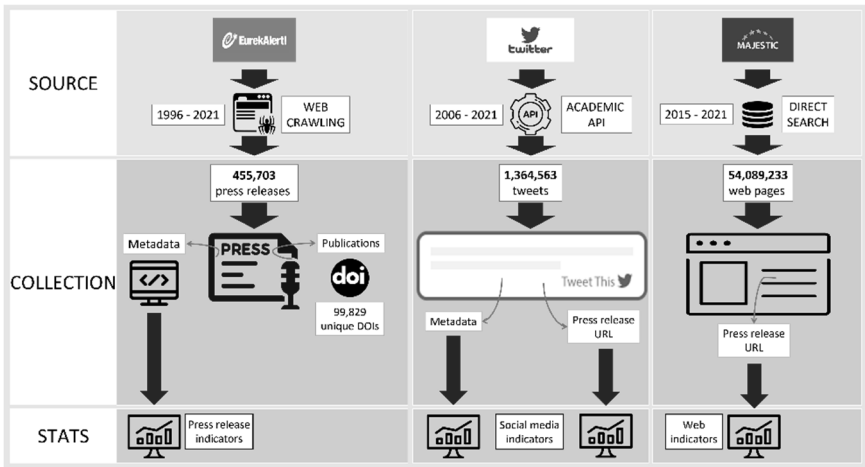 SOURCE
EurekAlert!
1996 - 2021
WEB
CRAWLING
twitter
2006 - 2021
API
ACADEMIC
API
MAJESTIC
2015 - 2021
DIRECT
SEARCH
COLLECTION
455,703
press releases
Metadata
PRESS
Publications
doi
99,829
unique DOIs
1,364,563
tweets
Tweet This
Metadata
Press release
URL
54,089,233
web pages
Press release
URL
STATS
Press release
indicators
Social media
indicators
Web
indicators